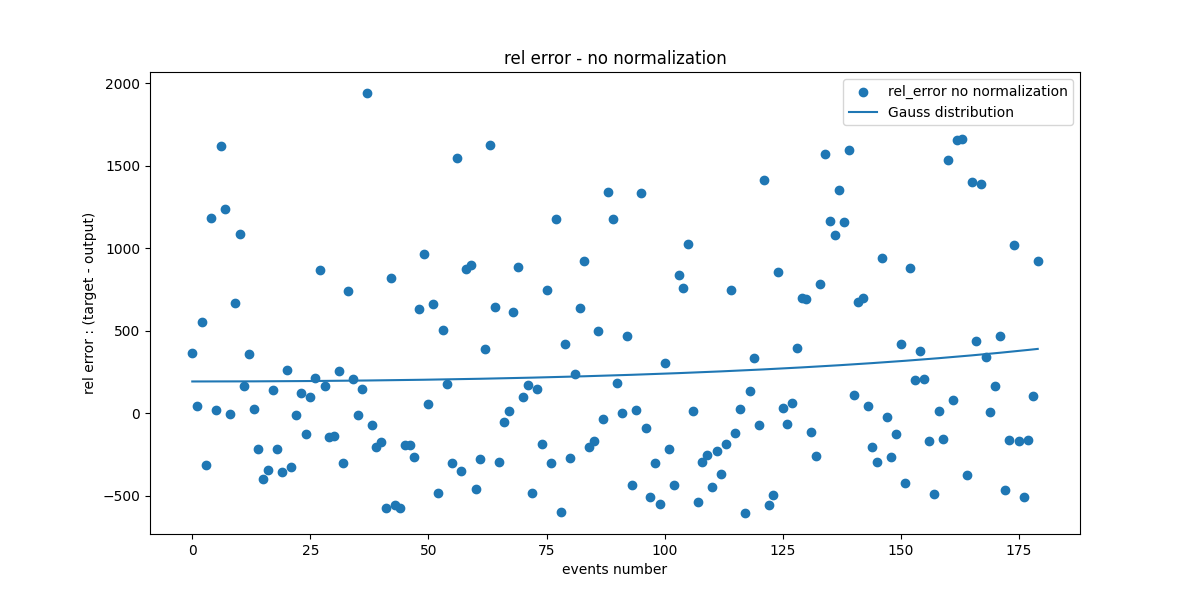 rel error - no normalization
rel_error no normalization
Gauss distribution
2000
1500
1000
500
0
−500
rel error : (target - output)
0 25 50 75 100 125 150 175
events number